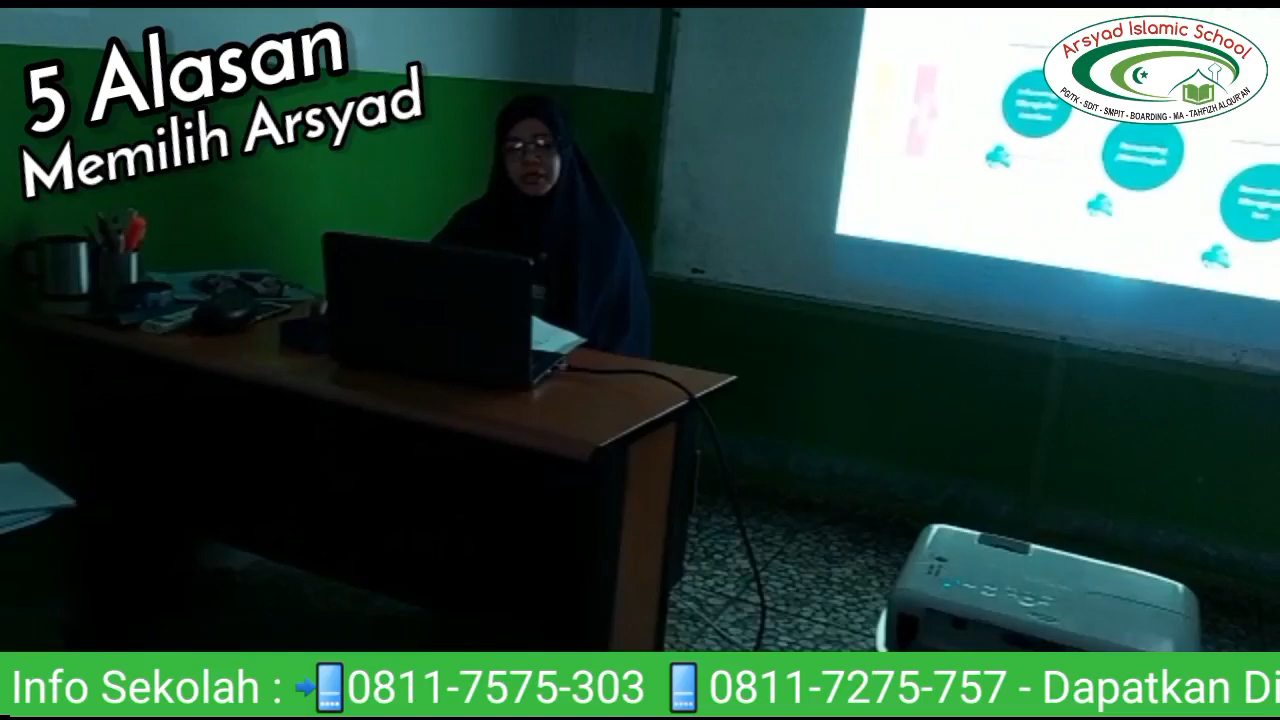 5 Alasan
Memilih Arsyad
Arsyad Islamic School
PG/TK - SDIT - SMPIT - BOARDING - MA - TAHFIZH ALQUR'AN
Info Sekolah : 0811-7575-303 0811-7275-757 - Dapatkan Di